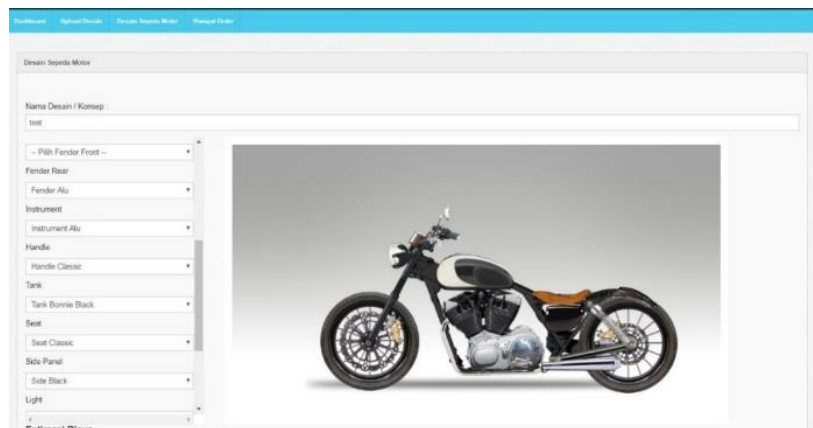 Dashboard Upload Desain Desain Sepeda Motor Riwayat Order
Desain Sepeda Motor
Nama Desain / Konsep :
test
-- Pilih Fender Front --
Fender Rear
Fender Alu
Instrument
Instrument Alu
Handle
Handle Classic
Tank
Tank Bonnie Black
Seat
Seat Classic
Side Panel
Side Black
Light